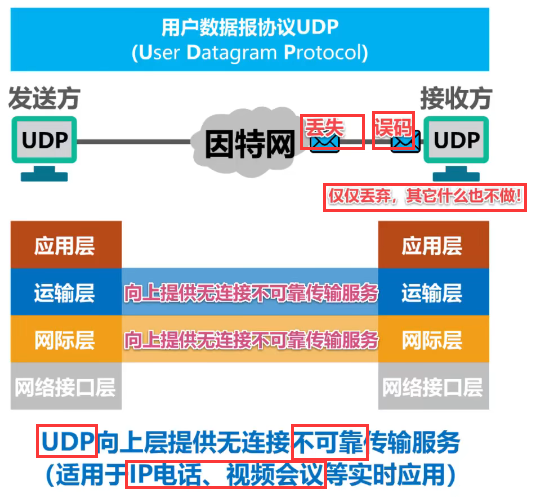 用户数据报协议UDP
(User Datagram Protocol)
发送方
接收方
UDP
因特网
丢失
误码
UDP
仅仅丢弃，其它什么也不做！
应用层
应用层
运输层
向上提供无连接不可靠传输服务
运输层
网际层
向上提供无连接不可靠传输服务
网际层
网络接口层
网络接口层
UDP向上层提供无连接不可靠传输服务
（适用于IP电话、视频会议等实时应用）